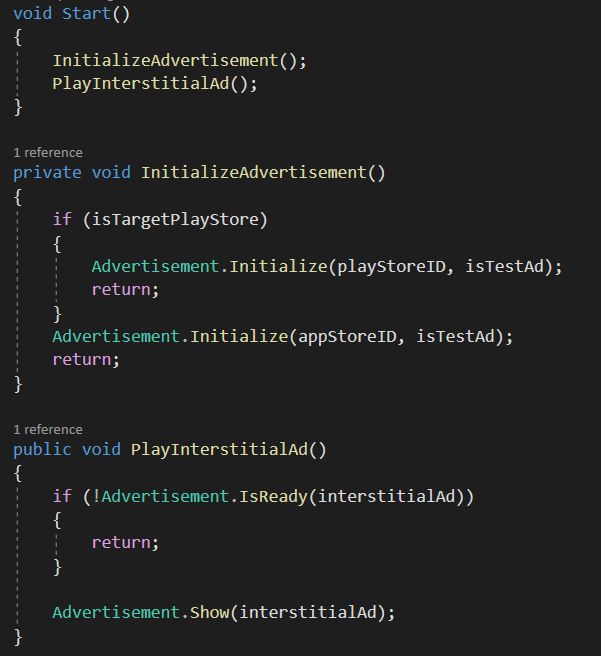 void Start()
{
InitializeAdvertisement();
PlayInterstitialAd();
}
1 reference
private void InitializeAdvertisement()
{
if (isTargetPlayStore)
{
Advertisement.Initialize(playStoreID, isTestAd);
return;
}
Advertisement.Initialize(appStoreID, isTestAd);
return;
}
1 reference
public void PlayInterstitialAd()
{
if (!Advertisement.IsReady(interstitialAd))
{
return;
}
Advertisement.Show(interstitialAd);
}